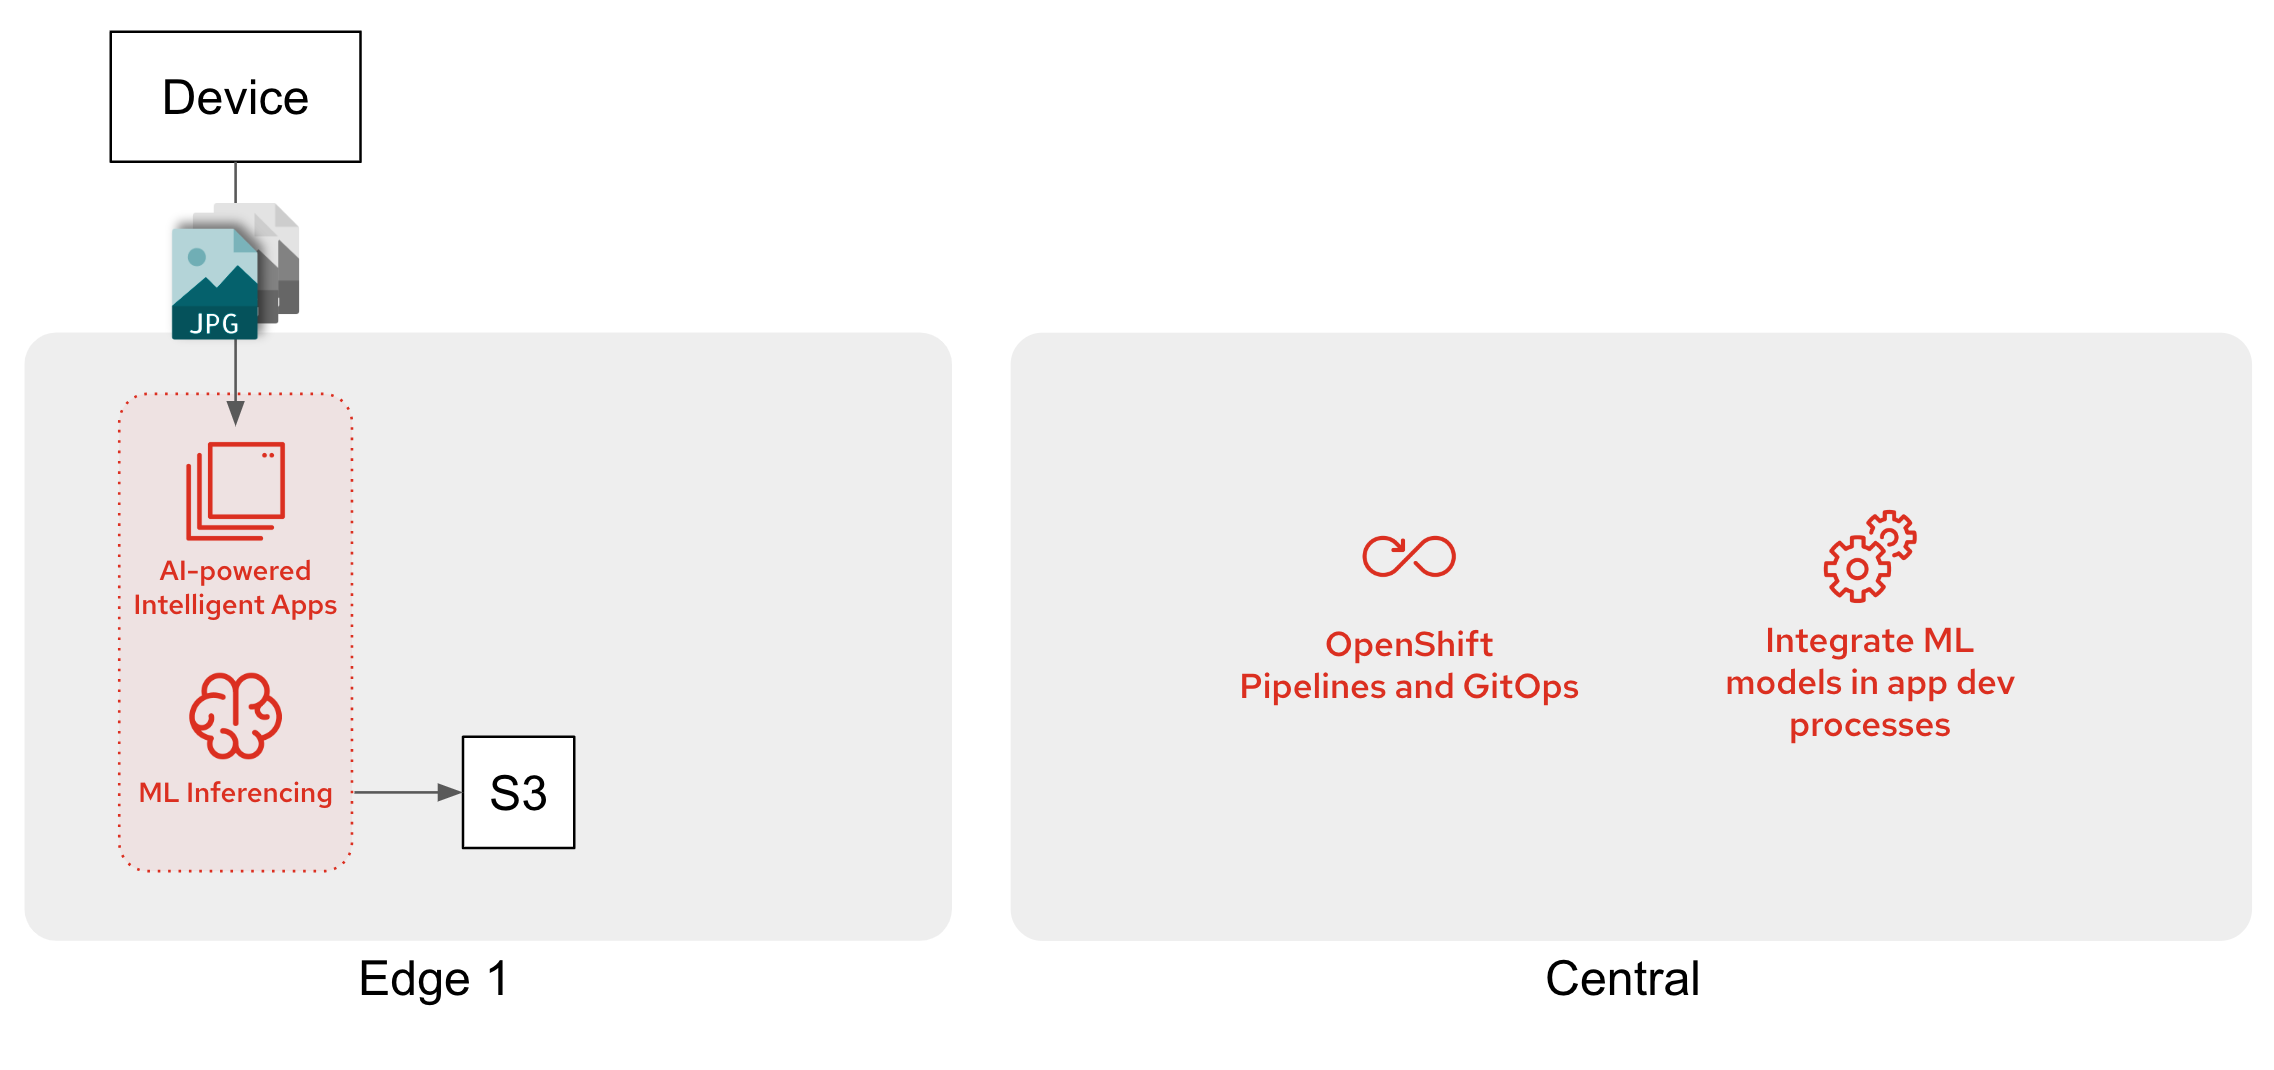 Device
JPG
AI-powered
Intelligent Apps
ML Inferencing
S3
Edge 1
OpenShift
Pipelines and GitOps
Integrate ML
models in app dev
processes
Central